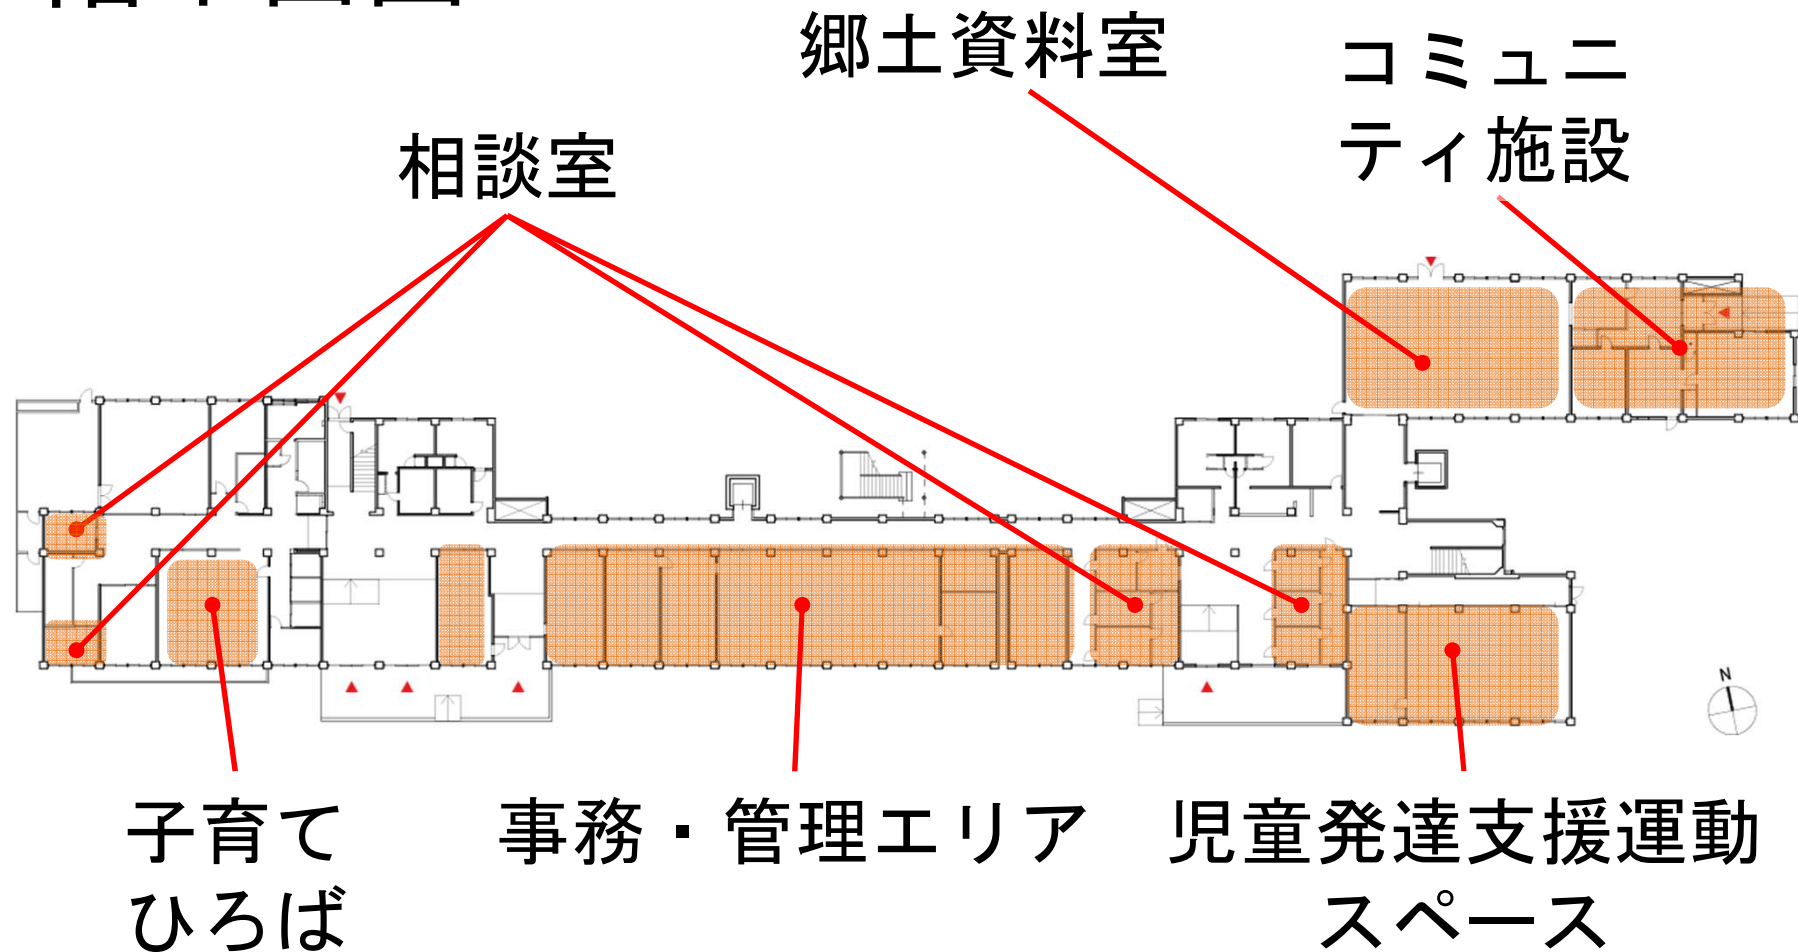 郷土資料室
コミュニ
ティ施設
相談室
N
子育て
ひろば
事務・管理エリア
児童発達支援運動
スペース